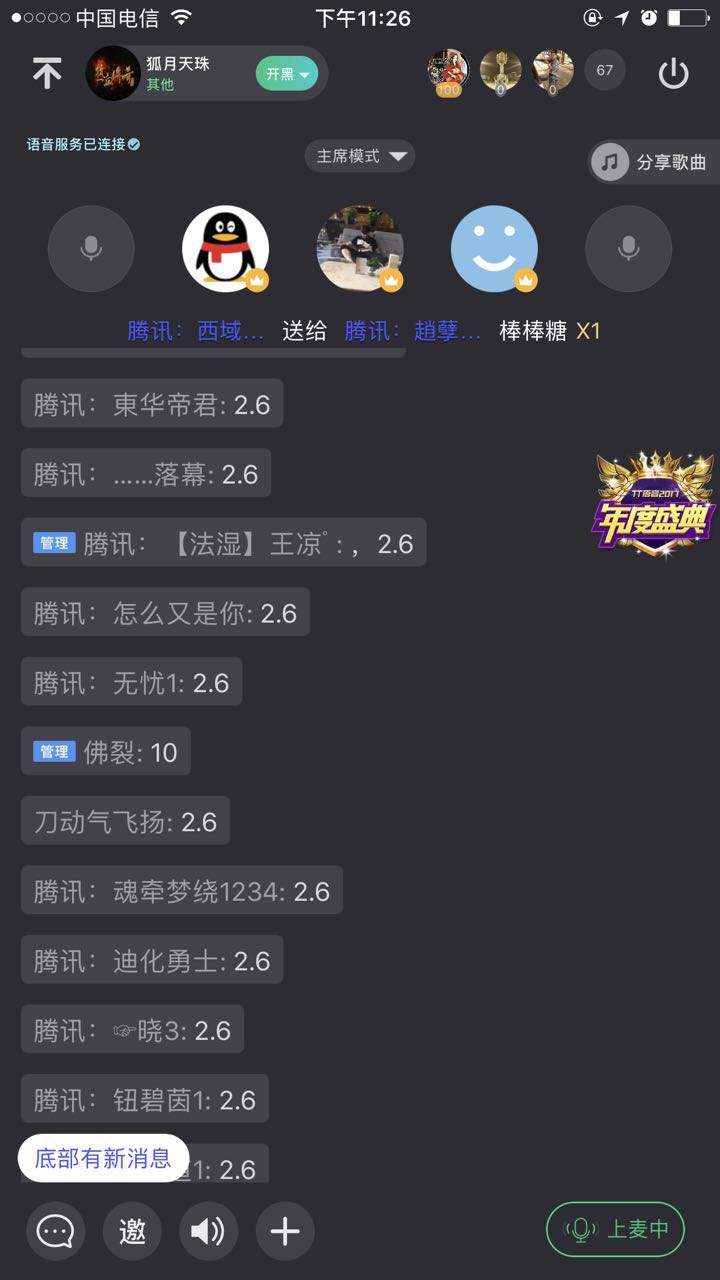 中国电信 下午11:26
狐月天珠
其他
开黑
100 0 0 67
语音服务已连接
主席模式
分享歌曲
腾讯：西域... 送给 腾讯：趙孽... 棒棒糖 X1
腾讯：東华帝君: 2.6
腾讯：......落幕: 2.6
TT语音2017
年度盛典
管理 腾讯：【法湿】王凉゜: ，2.6
腾讯：怎么又是你: 2.6
腾讯：无忧1: 2.6
管理 佛裂: 10
刀动气飞扬: 2.6
腾讯：魂牵梦绕1234: 2.6
腾讯：迪化勇士: 2.6
腾讯：☞晓3: 2.6
腾讯：钮碧茵1: 2.6
底部有新消息
1: 2.6
邀
上麦中